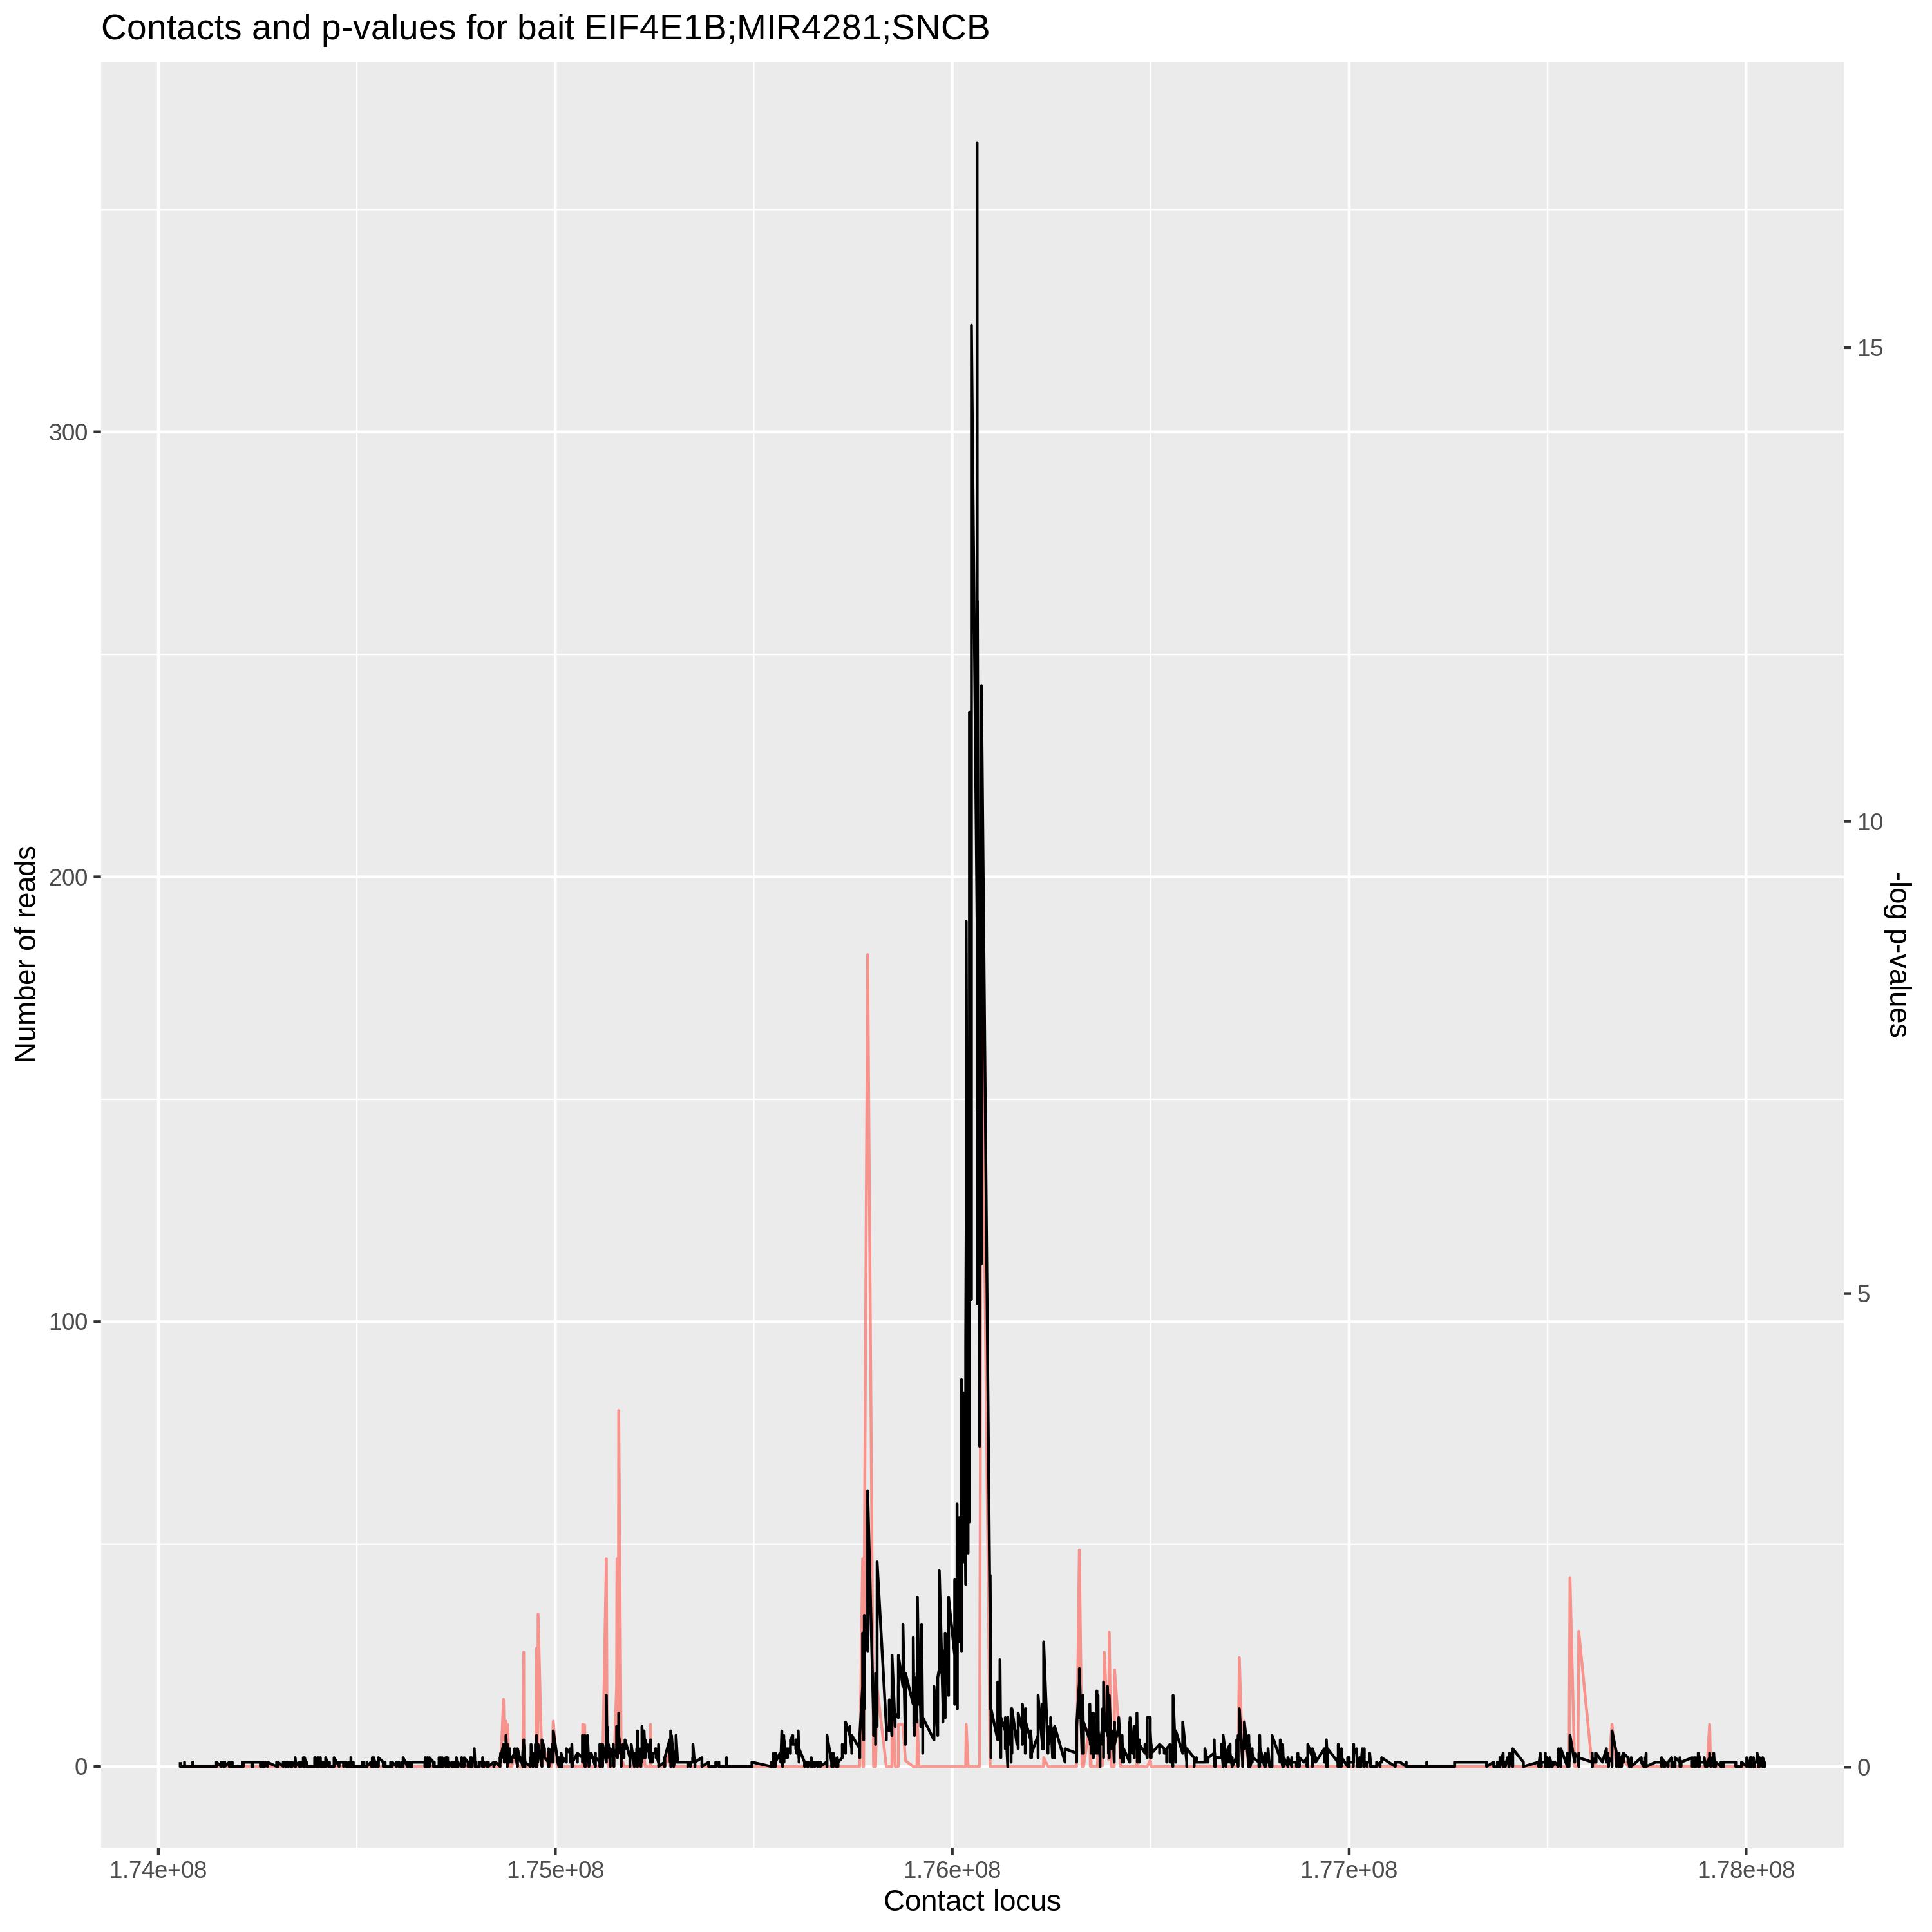 Contacts and p-values for bait EIF4E1B;MIR4281;SNCB
300
200
100
0
Number of reads
15
10
5
0
-log p-values
1.74e+08 1.75e+08 1.76e+08 1.77e+08 1.78e+08
Contact locus